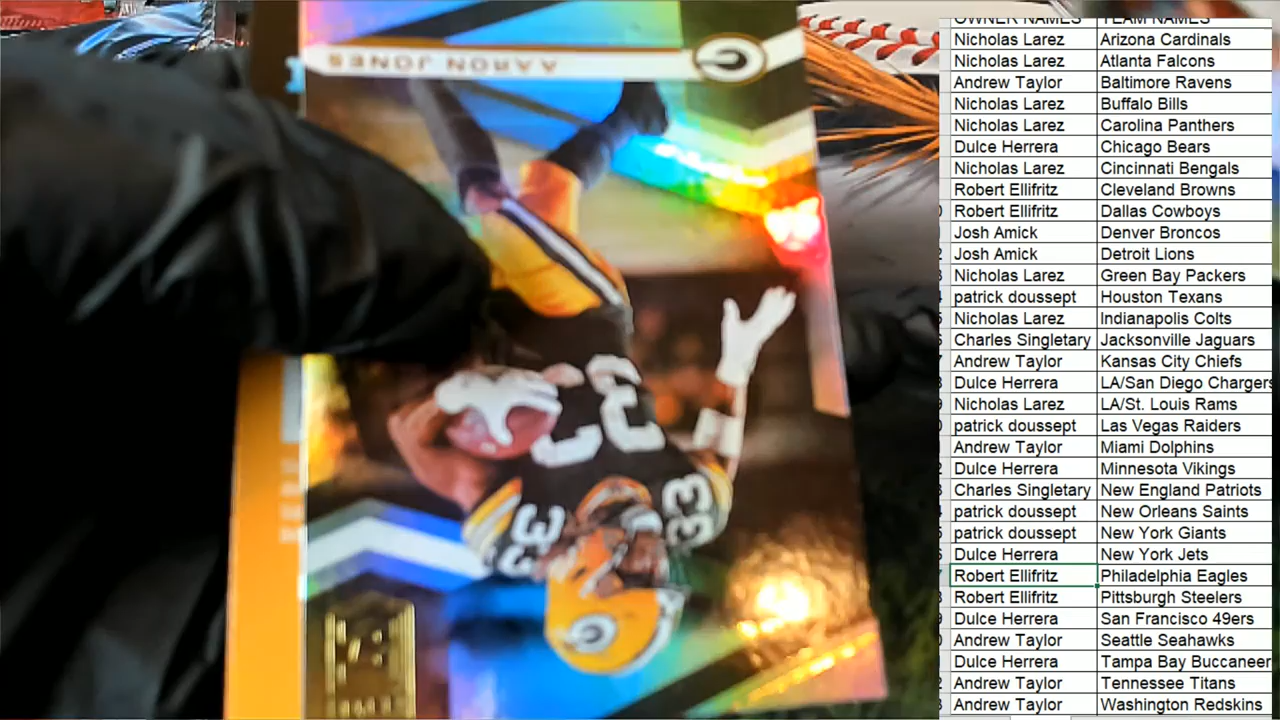 AARON JONES
33
33
33
OWNER NAMES TEAM NAMES
Nicholas Larez Arizona Cardinals
Nicholas Larez Atlanta Falcons
Andrew Taylor Baltimore Ravens
Nicholas Larez Buffalo Bills
Nicholas Larez Carolina Panthers
Dulce Herrera Chicago Bears
Nicholas Larez Cincinnati Bengals
Robert Ellifritz Cleveland Browns
Robert Ellifritz Dallas Cowboys
Josh Amick Denver Broncos
Josh Amick Detroit Lions
Nicholas Larez Green Bay Packers
patrick doussept Houston Texans
Nicholas Larez Indianapolis Colts
Charles Singletary Jacksonville Jaguars
Andrew Taylor Kansas City Chiefs
Dulce Herrera LA/San Diego Chargers
Nicholas Larez LA/St. Louis Rams
patrick doussept Las Vegas Raiders
Andrew Taylor Miami Dolphins
Dulce Herrera Minnesota Vikings
Charles Singletary New England Patriots
patrick doussept New Orleans Saints
patrick doussept New York Giants
Dulce Herrera New York Jets
Robert Ellifritz Philadelphia Eagles
Robert Ellifritz Pittsburgh Steelers
Dulce Herrera San Francisco 49ers
Andrew Taylor Seattle Seahawks
Dulce Herrera Tampa Bay Buccaneer
Andrew Taylor Tennessee Titans
Andrew Taylor Washington Redskins